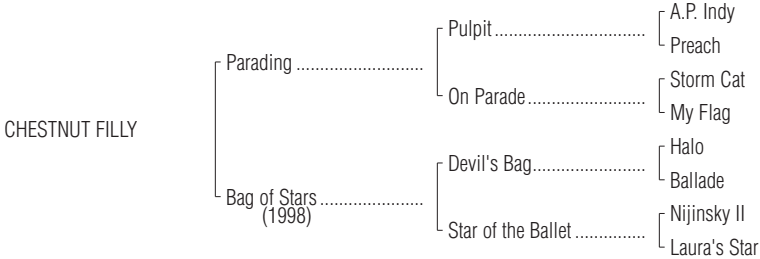 A.P. Indy
Pulpit..............................
Preach
Parading ..........................
Storm Cat
On Parade........................
My Flag
CHESTNUT FILLY
Halo
Devil's Bag.......................
Ballade
Bag of Stars.....................
(1998)
Nijinsky II
Star of the Ballet ..............
Laura's Star